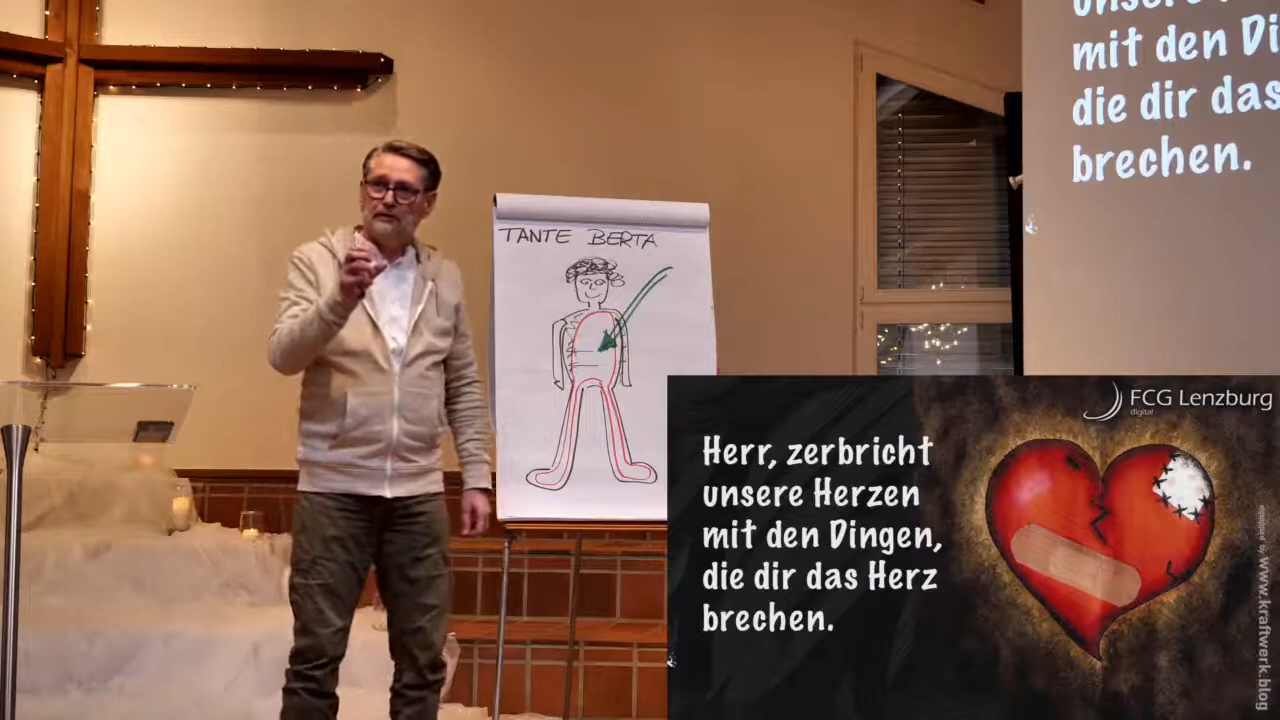 unsere
mit den Di
die dir das
brechen.
TANTE BERTA
FCG Lenzburg
digital
Herr, zerbricht
unsere Herzen
mit den Dingen,
die dir das Herz
brechen.
www.kraftwerk.blog